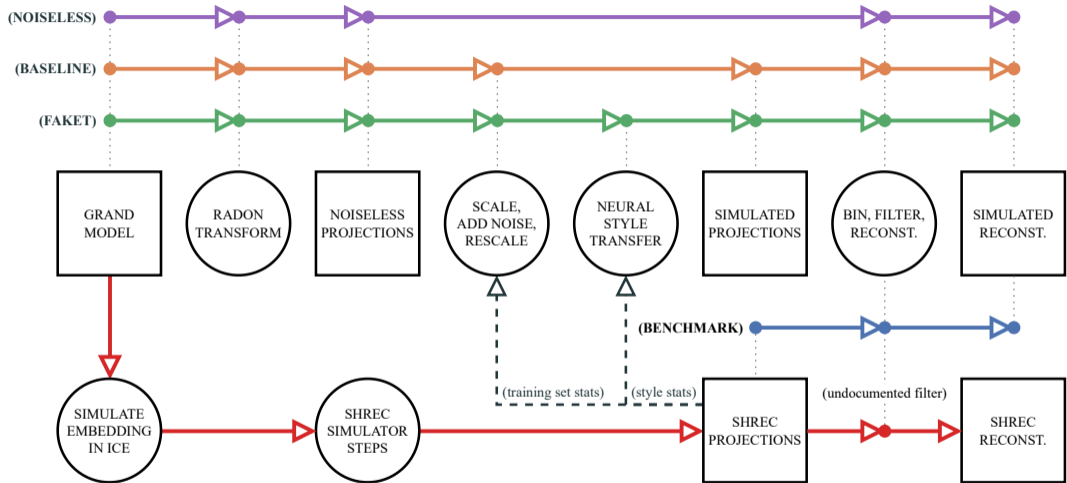 (NOISELESS)
(BASELINE)
(FAKET)
GRAND
MODEL
RADON
TRANSFORM
NOISELESS
PROJECTIONS
SCALE,
ADD NOISE,
RESCALE
NEURAL
STYLE
TRANSFER
SIMULATED
PROJECTIONS
BIN, FILTER,
RECONST.
SIMULATED
RECONST.
(BENCHMARK)
(training set stats)
(style stats)
(undocumented filter)
SIMULATE
EMBEDDING
IN ICE
SHREC
SIMULATOR
STEPS
SHREC
PROJECTIONS
SHREC
RECONST.